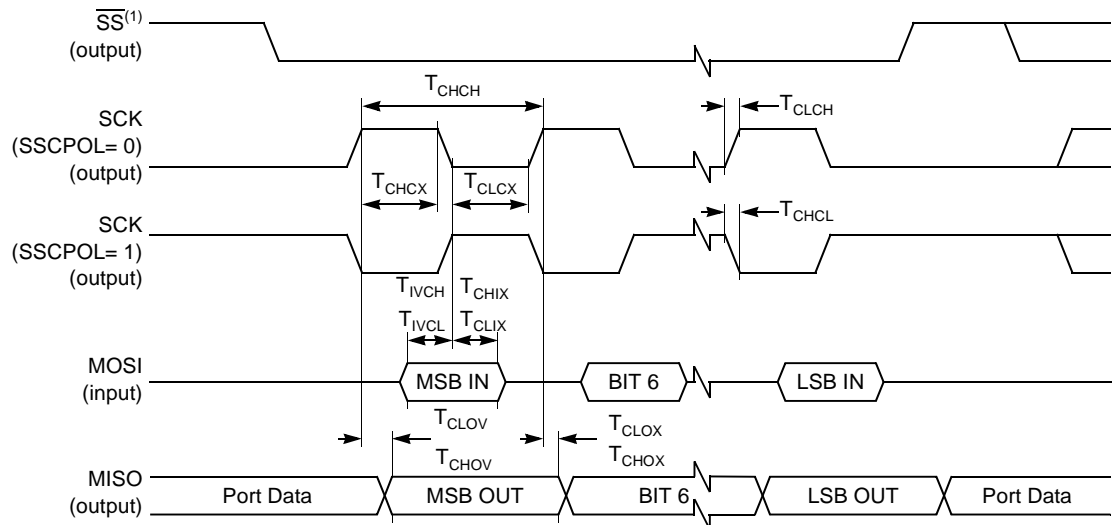 SS(1)
(output)
TCHCH
TCLCH
SCK
(SSCPOL= 0)
(output)
TCHCX
TCLCX
TCHCL
SCK
(SSCPOL= 1)
(output)
TIVCH
TCHIX
TIVCL
TCLIX
MOSI
(input)
MSB IN
BIT 6
LSB IN
TCLOV
TCLOX
TCHOV
TCHOX
MISO
(output)
Port Data
MSB OUT
BIT 6
LSB OUT
Port Data